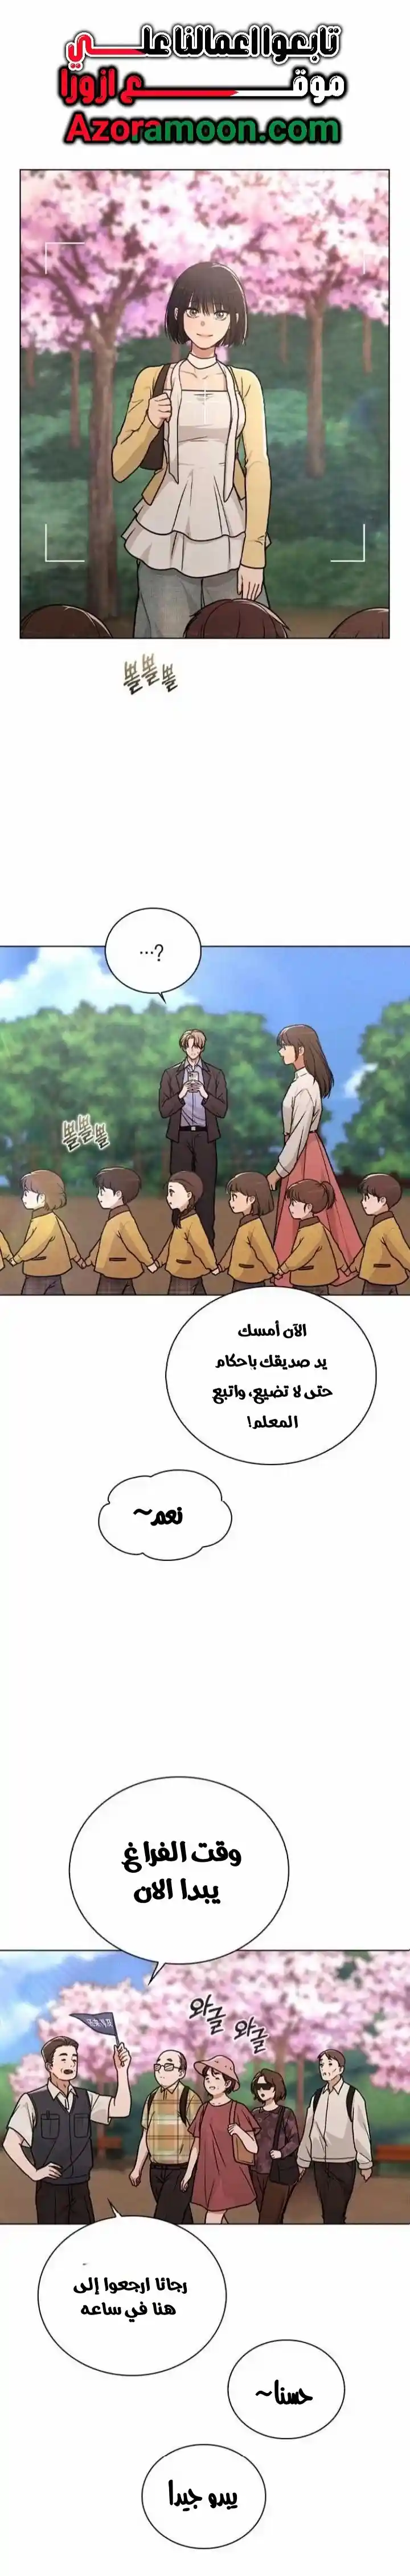 تابعوا اعمالنا علي
موقع ازورا
Azoramoon.com
뽈뽈뽈
...?
뽈뽈뽈
الآن أمسك
يد صديقك باحكام
حتى لا تضيع، واتبع
المعلم!
نعم~
وقت الفراغ
يبدا الان
와글
와글
رجائا ارجعوا إلى
هنا في ساعه
حسنا~
يبدو جيدا